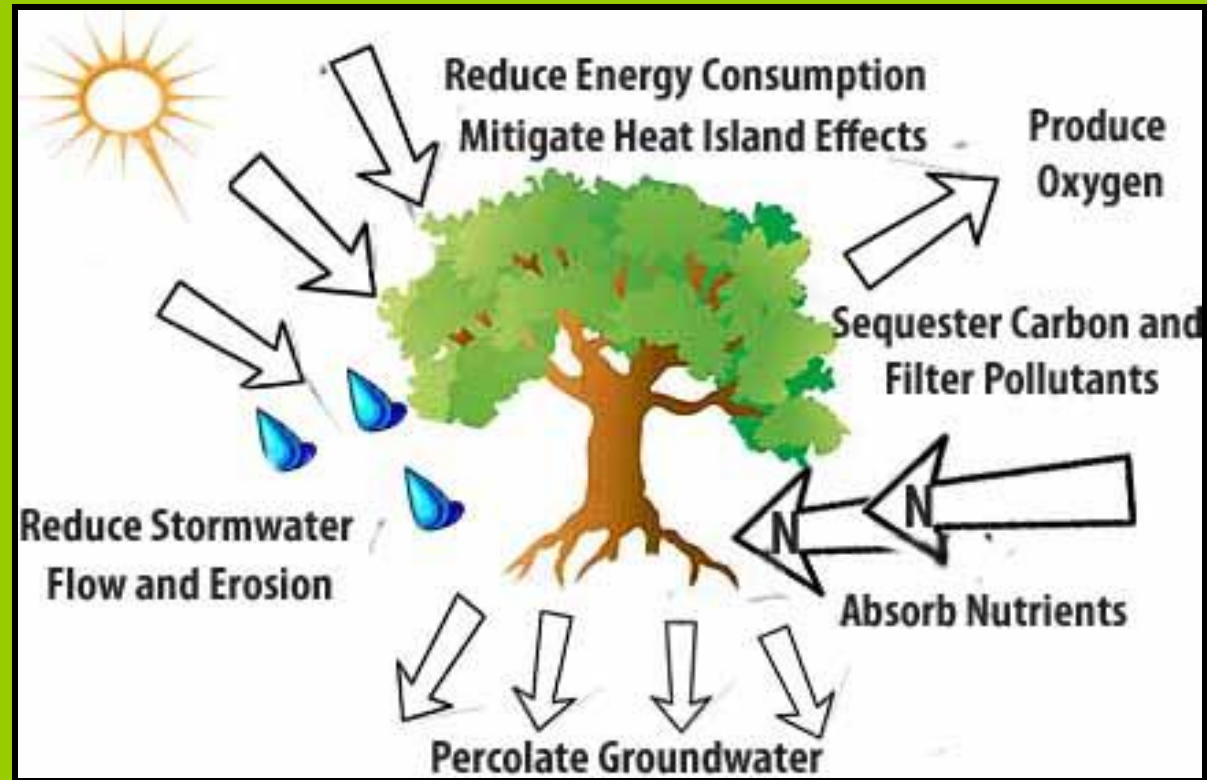 Reduce Energy Consumption
Mitigate Heat Island Effects
Produce
Oxygen
Sequester Carbon and
Filter Pollutants
N
N
Absorb Nutrients
Reduce Stormwater
Flow and Erosion
Percolate Groundwater